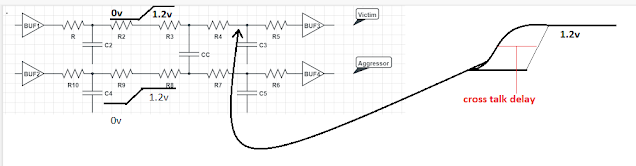 0v 1.2v Victim
BUF1 R R2 R3 R4 R5 BUF3
C2 CC C3
1.2v
Aggressor
BUF2 R10 R9 R8 R7 R6 BUF4
C4 1.2v C5
0v
cross talk delay